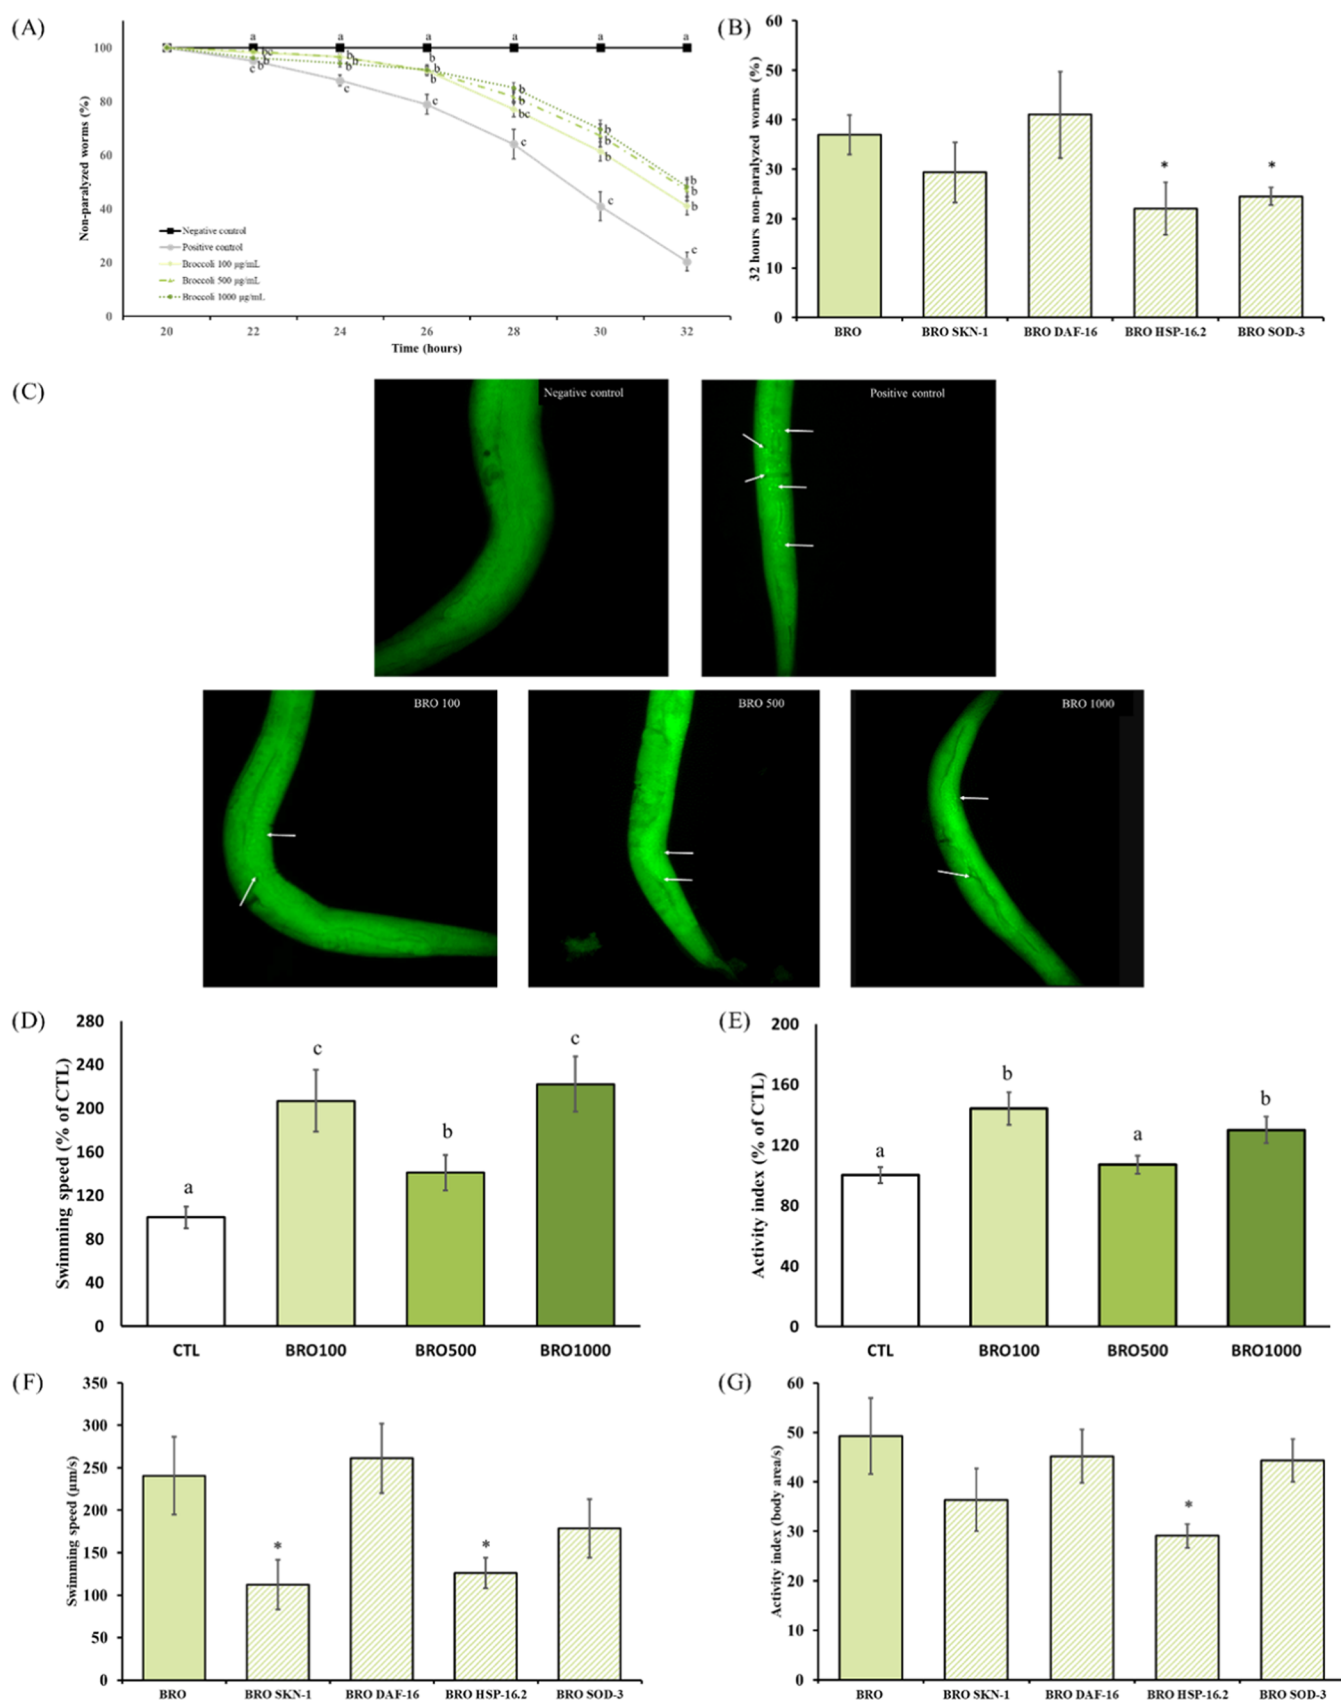 (A)
Non-paralyzed worms (%)
100
80
60
40
20
0
20 22 24 26 28 30 32
Time (hours)
a a a a a a
bc b b c
b b b c
b b b c
b b bc c
b b b c
b b b c
Negative control
Positive control
Broccoli 100 µg/mL
Broccoli 500 µg/mL
Broccoli 1000 µg/mL
(B)
32 hours non-paralyzed worms (%)
60
50
40
30
20
10
0
* *
BRO BRO SKN-1 BRO DAF-16 BRO HSP-16.2 BRO SOD-3
(C)
Negative control
Positive control
BRO 100
BRO 500
BRO 1000
(D)
Swimming speed (% of CTL)
280
240
200
160
120
80
40
0
a c b c
CTL BRO100 BRO500 BRO1000
(E)
Activity index (% of CTL)
200
160
120
80
40
0
a b a b
CTL BRO100 BRO500 BRO1000
(F)
Swimming speed (µm/s)
350
300
250
200
150
100
50
0
* *
BRO BRO SKN-1 BRO DAF-16 BRO HSP-16.2 BRO SOD-3
(G)
Activity index (body area/s)
60
50
40
30
20
10
0
*
BRO BRO SKN-1 BRO DAF-16 BRO HSP-16.2 BRO SOD-3